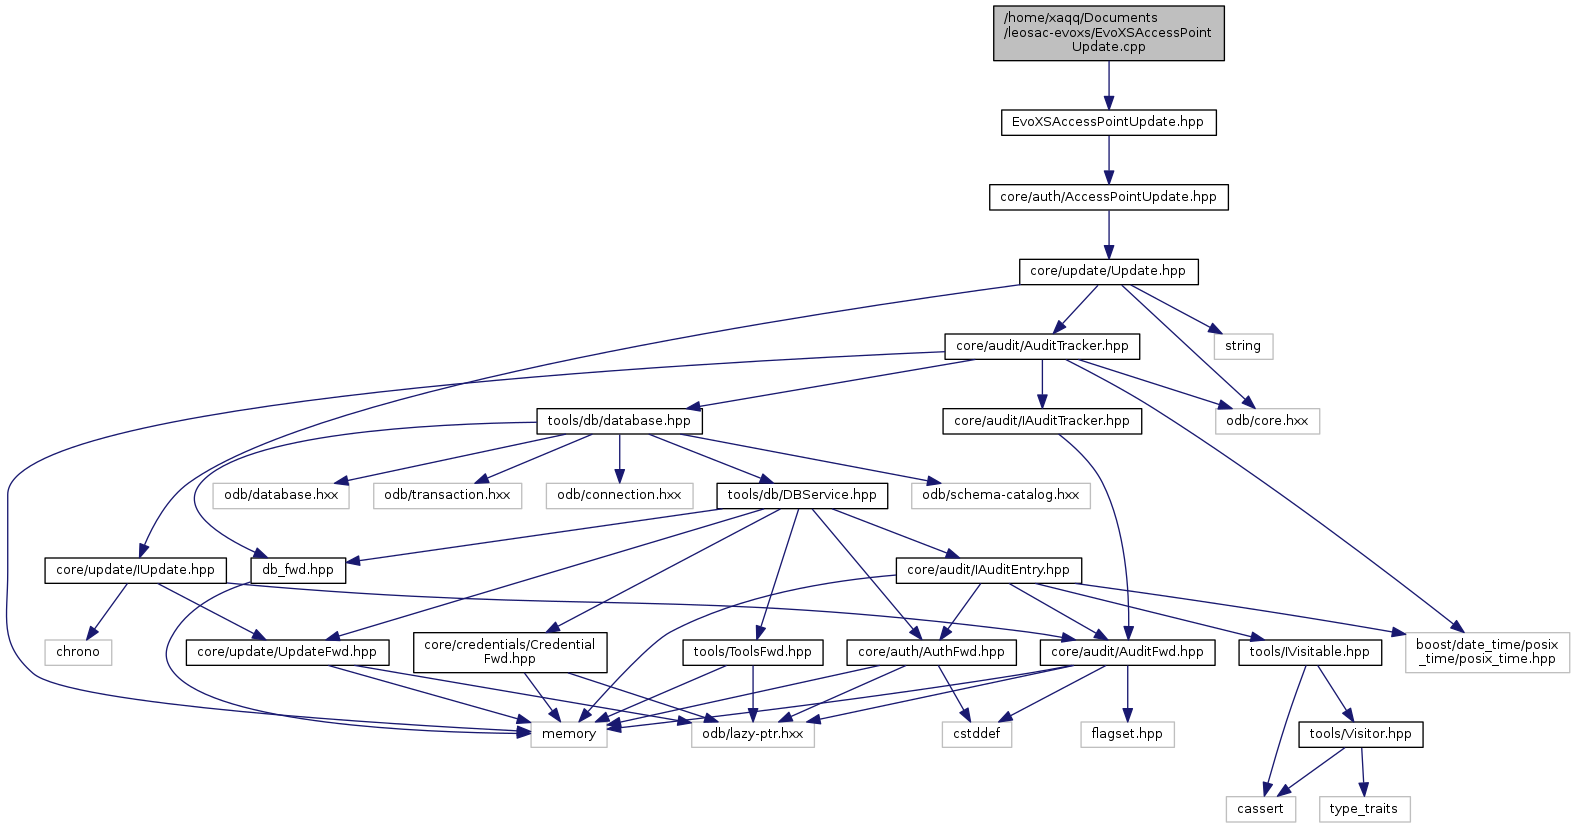 /home/xaqq/Documents
/leosac-evoxs/EvoXSAccessPoint
Update.cpp
EvoXSAccessPointUpdate.hpp
core/auth/AccessPointUpdate.hpp
core/update/Update.hpp
core/audit/AuditTracker.hpp
string
tools/db/database.hpp
core/audit/IAuditTracker.hpp
odb/core.hxx
odb/database.hxx
odb/transaction.hxx
odb/connection.hxx
tools/db/DBService.hpp
odb/schema-catalog.hxx
core/update/IUpdate.hpp
db_fwd.hpp
core/audit/IAuditEntry.hpp
chrono
core/update/UpdateFwd.hpp
core/credentials/Credential
Fwd.hpp
tools/ToolsFwd.hpp
core/auth/AuthFwd.hpp
core/audit/AuditFwd.hpp
tools/IVisitable.hpp
boost/date_time/posix
_time/posix_time.hpp
memory
odb/lazy-ptr.hxx
cstddef
flagset.hpp
tools/Visitor.hpp
cassert
type_traits